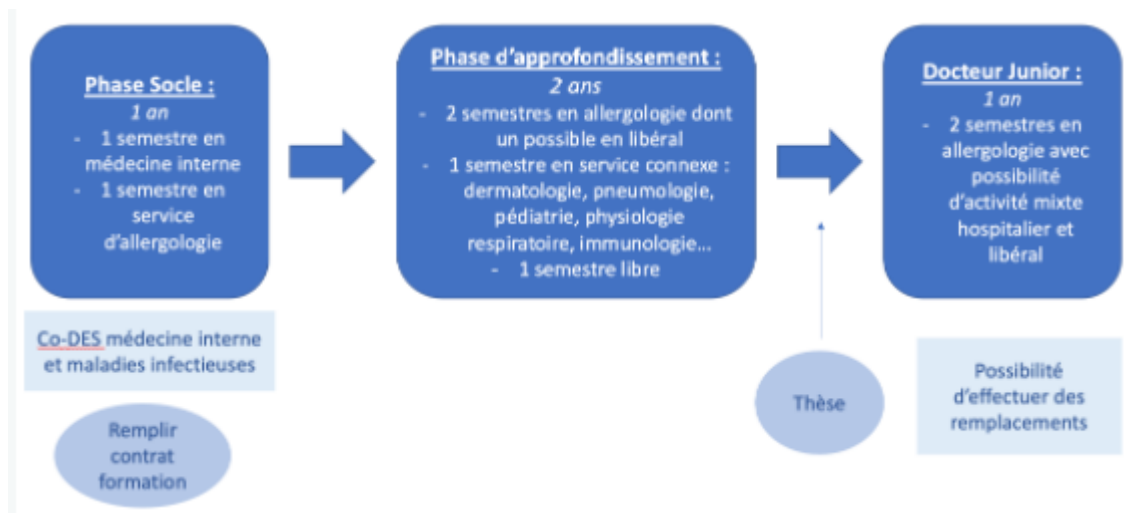 Phase Socle :
1 an
- 1 semestre en
médecine interne
- 1 semestre en
service
d'allergologie
Phase d'approfondissement :
2 ans
- 2 semestres en allergologie dont
un possible en libéral
- 1 semestre en service connexe :
dermatologie, pneumologie,
pédiatrie, physiologie
respiratoire, immunologie...
- 1 semestre libre
Docteur Junior :
1 an
- 2 semestres en
allergologie avec
possibilité
d'activité mixte
hospitalier et
libéral
Co-DES médecine interne
et maladies infectieuses
Remplir
contrat
formation
Thèse
Possibilité
d'effectuer des
remplacements